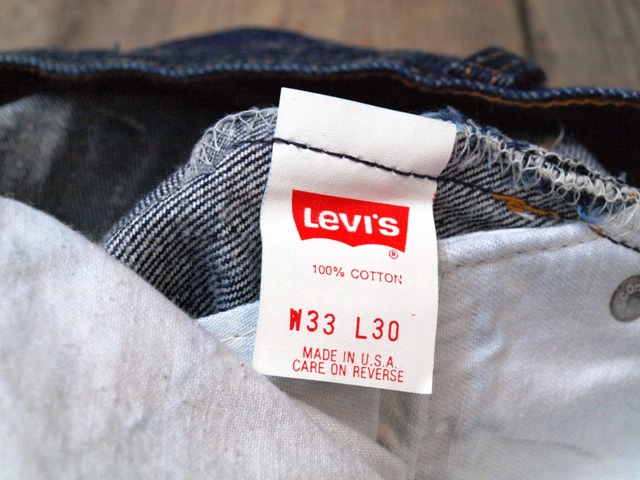 LEVI'S
®
100% COTTON
W33 L30
MADE IN U.S.A.
CARE ON REVERSE